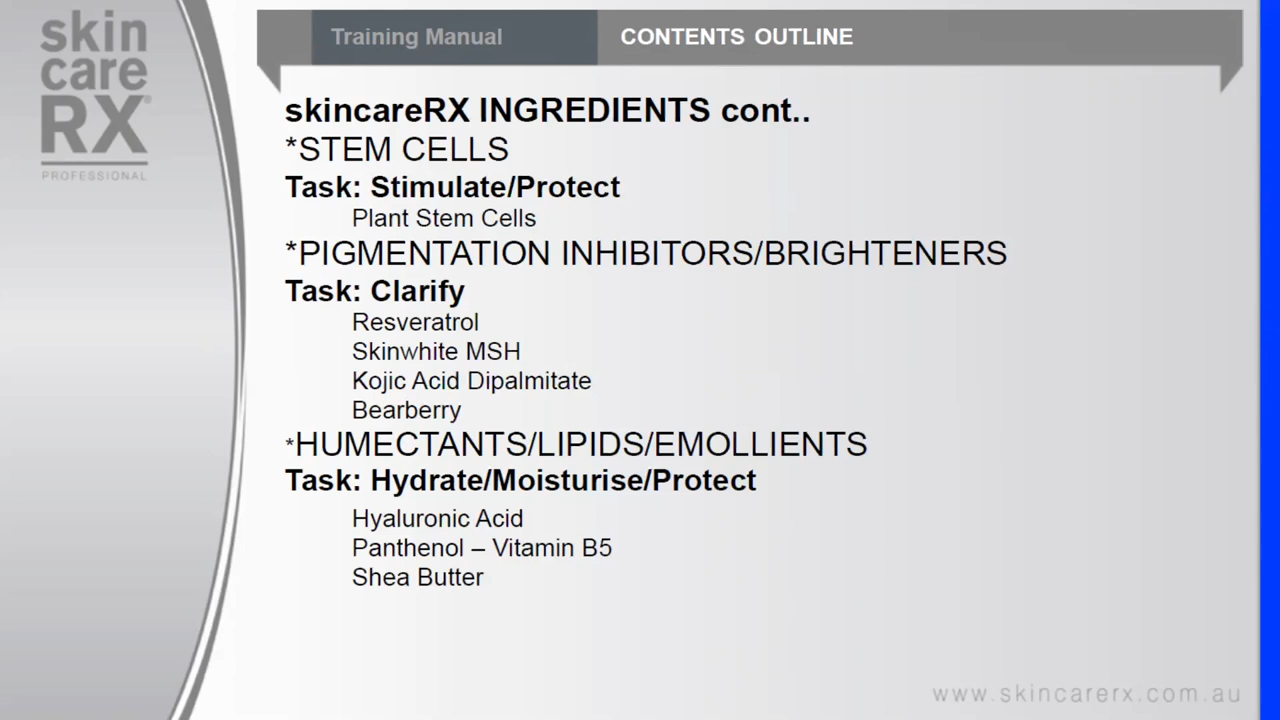 skin
care
RX®
PROFESSIONAL
Training Manual
CONTENTS OUTLINE
skincareRX INGREDIENTS cont..
*STEM CELLS
Task: Stimulate/Protect
Plant Stem Cells
*PIGMENTATION INHIBITORS/BRIGHTENERS
Task: Clarify
Resveratrol
Skinwhite MSH
Kojic Acid Dipalmitate
Bearberry
*HUMECTANTS/LIPIDS/EMOLLIENTS
Task: Hydrate/Moisturise/Protect
Hyaluronic Acid
Panthenol – Vitamin B5
Shea Butter
www.skincarerx.com.au